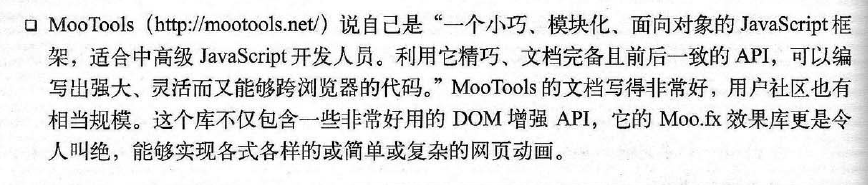 □ MooTools（http://mootools.net/）说自己是“一个小巧、模块化、面向对象的 JavaScript 框
架，适合中高级 JavaScript 开发人员。利用它精巧、文档完备且前后一致的 API，可以编
写出强大、灵活而又能够跨浏览器的代码。”MooTools 的文档写得非常好，用户社区也有
相当规模。这个库不仅包含一些非常好用的 DOM 增强 API，它的 Moo.fx 效果库更是令
人叫绝，能够实现各式各样的或简单或复杂的网页动画。